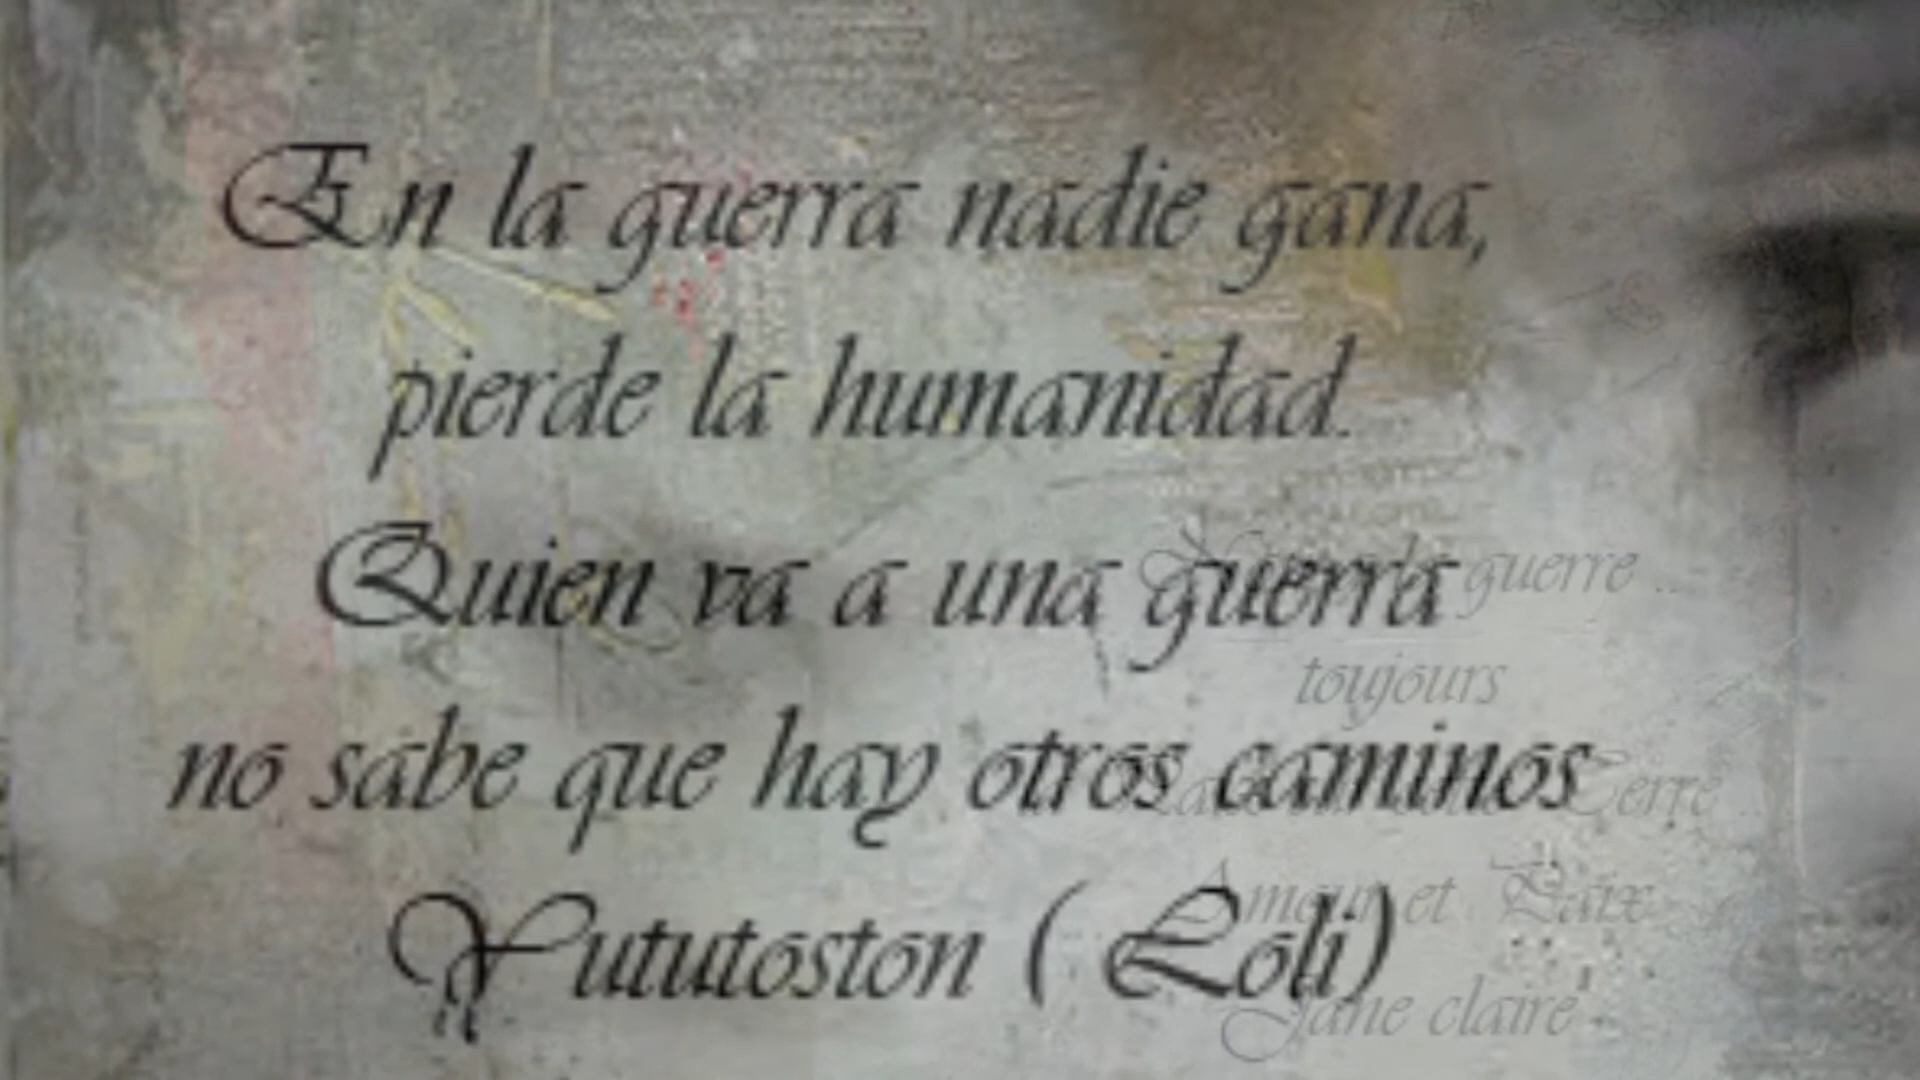 En la guerra nadie gana,
pierde la humanidad.
Quien va a una guerra
no sabe que hay otros caminos
Yututoston ( Loli)
guerre ..
toujours
Terre
Amour et Paix
Jane claire